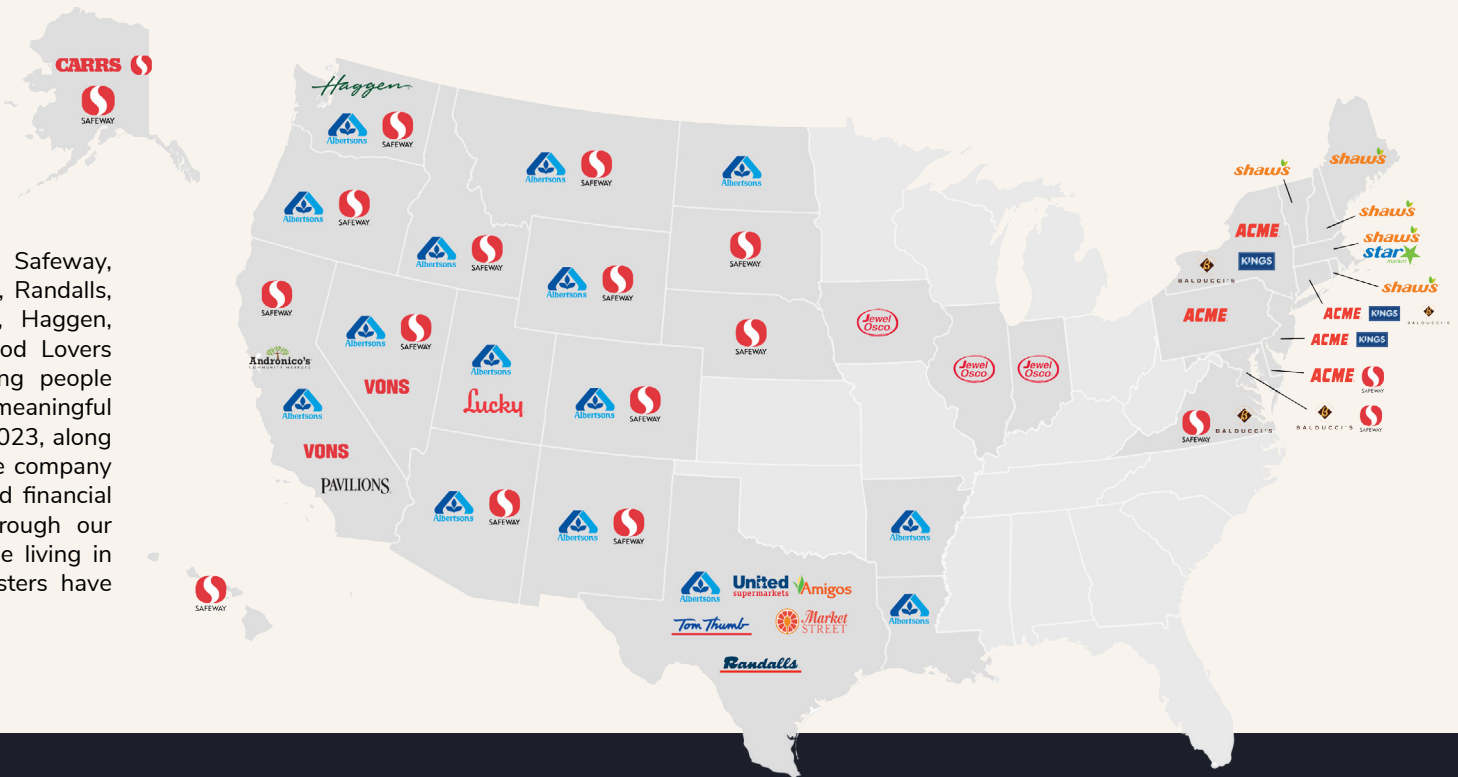 CARRS
SAFEWAY
Safeway,
, Randalls,
, Haggen,
od Lovers
ng people
meaningful
023, along
e company
d financial
rough our
e living in
sters have
Haggen
Albertsons
SAFEWAY
Albertsons
SAFEWAY
Albertsons
Albertsons
SAFEWAY
Albertsons
SAFEWAY
SAFEWAY
Albertsons
SAFEWAY
SAFEWAY
Albertsons
SAFEWAY
SAFEWAY
Andronico's
COMMUNITY MARKETS
VONS
Albertsons
Lucky
Albertsons
SAFEWAY
Albertsons
VONS
PAVILIONS
Albertsons
SAFEWAY
Albertsons
SAFEWAY
Albertsons
SAFEWAY
Albertsons
United
supermarkets
Amigos
Tom Thumb
Market
STREET
Randalls
Albertsons
Jewel
Osco
Jewel
Osco
Jewel
Osco
shaw's
shaw's
shaw's
shaw's
star
market
shaw's
ACME
KINGS
BALDUCCI'S
ACME
ACME KINGS BALDUCCI'S
ACME KINGS
ACME SAFEWAY
BALDUCCI'S SAFEWAY
SAFEWAY BALDUCCI'S